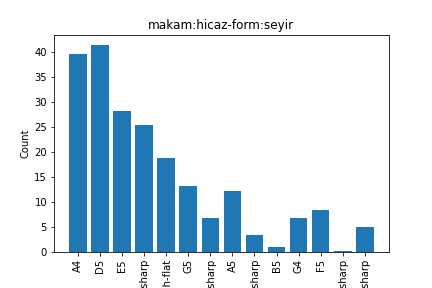 makam:hicaz-form:seyir
40
35
30
25
20
15
10
5
0
Count
A4
D5
E5
sharp
h-flat
G5
sharp
A5
sharp
B5
G4
F5
sharp
sharp